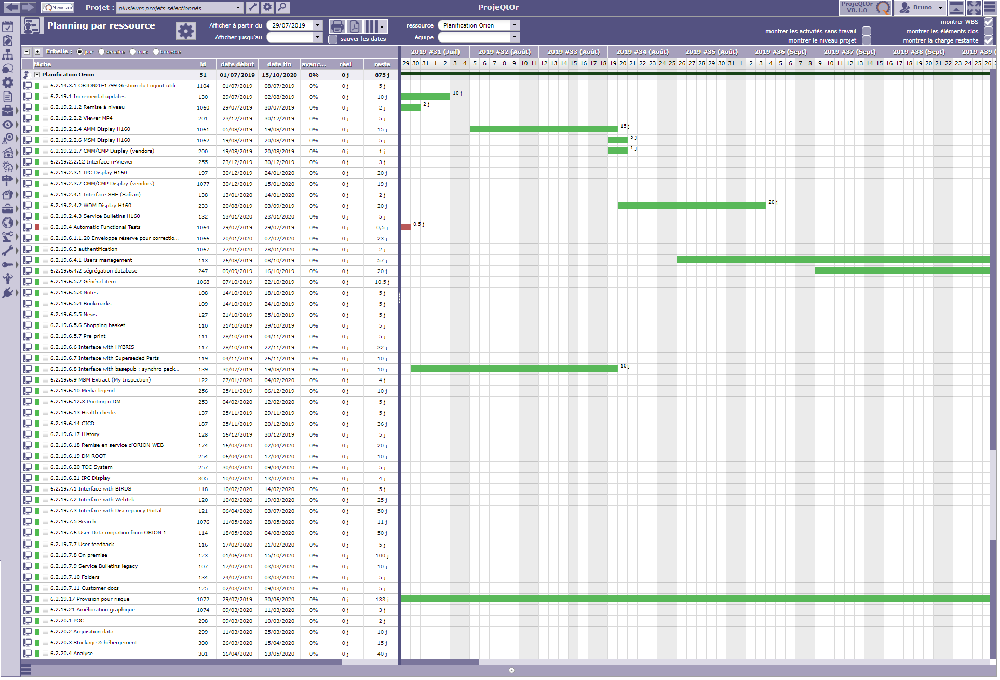 New tab Projet : plusieurs projets sélectionnés ProjeQtOr ProjeQtOr V8.1.0 Bruno
Planning par ressource Afficher à partir du 29/07/2019 ressource Planification Orion montrer WBS
montrer les activités sans travail montrer les éléments clos
Afficher jusqu'au sauver les dates équipe montrer le niveau projet montrer la charge restante
Echelle : jour semaine mois trimestre 2019 #31 (Juil) 2019 #32 (Août) 2019 #33 (Août) 2019 #34 (Août) 2019 #35 (Août) 2019 #36 (Sept) 2019 #37 (Sept) 2019 #38 (Sept) 2019 #39 (
tâche id date début date fin avanc... réel reste 29 30 31 1 2 3 4 5 6 7 8 9 10 11 12 13 14 15 16 17 18 19 20 21 22 23 24 25 26 27 28 29 30 31 1 2 3 4 5 6 7 8 9 10 11 12 13 14 15 16 17 18 19 20 21 22 23 24 25 26 2
Planification Orion 51 01/07/2019 15/10/2020 0% 0 j 875 j
6.2.14.3.1 ORION20-1799 Gestion du Logout utili... 1104 01/07/2019 08/07/2019 0% 0 j 5 j
6.2.19.1 Incremental updates 130 29/07/2019 02/08/2019 0% 0 j 10 j 10 j
6.2.19.2.1.2 Remise à niveau 1060 29/07/2019 30/07/2019 0% 0 j 2 j 2 j
6.2.19.2.2.2 Viewer MP4 201 23/12/2019 30/12/2019 0% 0 j 5 j
6.2.19.2.2.4 AMM Display H160 1061 05/08/2019 19/08/2019 0% 0 j 15 j 15 j
6.2.19.2.2.6 MSM Display H160 1062 19/08/2019 20/08/2019 0% 0 j 5 j 5 j
6.2.19.2.2.7 CMM/CMP Display (vendors) 200 19/08/2019 20/08/2019 0% 0 j 1 j 1 j
6.2.19.2.2.12 Interface n-Viewer 255 23/12/2019 30/12/2019 0% 0 j 3 j
6.2.19.2.3.1 IPC Display H160 197 30/12/2019 24/01/2020 0% 0 j 20 j
6.2.19.2.3.2 CMM/CMP Display (vendors) 1077 30/12/2019 15/01/2020 0% 0 j 19 j
6.2.19.2.4.1 Interface SHE (Safran) 138 13/01/2020 14/01/2020 0% 0 j 2 j
6.2.19.2.4.2 WDM Display H160 233 20/08/2019 03/09/2019 0% 0 j 20 j 20 j
6.2.19.2.4.3 Service Bulletins H160 132 13/01/2020 23/01/2020 0% 0 j 5 j
6.2.19.4 Automatic Functional Tests 1064 29/07/2019 29/07/2019 0% 0 j 0,5 j 0,5 j
6.2.19.6.1.1.20 Enveloppe réserve pour correctio... 1066 20/01/2020 07/02/2020 0% 0 j 23 j
6.2.19.6.3 authentification 1067 27/01/2020 28/01/2020 0% 0 j 2 j
6.2.19.6.4.1 Users management 113 26/08/2019 08/10/2019 0% 0 j 57 j
6.2.19.6.4.2 ségrégation database 247 09/09/2019 16/10/2019 0% 0 j 20 j
6.2.19.6.5.2 Général item 1068 07/10/2019 22/10/2019 0% 0 j 10,5 j
6.2.19.6.5.3 Notes 108 14/10/2019 18/10/2019 0% 0 j 5 j
6.2.19.6.5.4 Bookmarks 109 14/10/2019 24/10/2019 0% 0 j 5 j
6.2.19.6.5.5 News 127 21/10/2019 25/10/2019 0% 0 j 5 j
6.2.19.6.5.6 Shopping basket 110 21/10/2019 29/10/2019 0% 0 j 5 j
6.2.19.6.5.7 Pre-print 111 28/10/2019 04/11/2019 0% 0 j 5 j
6.2.19.6.6 Interface with HYBRIS 117 28/10/2019 22/11/2019 0% 0 j 32 j
6.2.19.6.7 Interface with Superseded Parts 119 04/11/2019 26/11/2019 0% 0 j 10 j
6.2.19.6.8 Interface with basepub : synchro pack... 139 30/07/2019 19/08/2019 0% 0 j 10 j 10 j
6.2.19.6.9 MSM Extract (My Inspection) 122 27/01/2020 04/02/2020 0% 0 j 4 j
6.2.19.6.10 Media legend 256 25/11/2019 06/12/2019 0% 0 j 10 j
6.2.19.6.12.3 Printing n DM 253 04/02/2020 12/02/2020 0% 0 j 5 j
6.2.19.6.13 Health checks 137 25/11/2019 29/11/2019 0% 0 j 5 j
6.2.19.6.14 CICD 187 25/11/2019 20/12/2019 0% 0 j 36 j
6.2.19.6.17 History 128 16/12/2019 30/12/2019 0% 0 j 5 j
6.2.19.6.18 Remise en service d'ORION WEB 174 16/03/2020 02/04/2020 0% 0 j 20 j
6.2.19.6.19 DM ROOT 254 06/04/2020 17/04/2020 0% 0 j 10 j
6.2.19.6.20 TOC System 257 30/03/2020 09/04/2020 0% 0 j 5 j
6.2.19.6.21 IPC Display 305 10/02/2020 13/02/2020 0% 0 j 4 j
6.2.19.7.1 Interface with BIRDS 118 10/02/2020 14/02/2020 0% 0 j 5 j
6.2.19.7.2 Interface with WebTek 120 10/02/2020 19/03/2020 0% 0 j 25 j
6.2.19.7.3 Interface with Discrepancy Portal 121 06/04/2020 03/07/2020 0% 0 j 50 j
6.2.19.7.5 Search 1076 11/05/2020 28/05/2020 0% 0 j 11 j
6.2.19.7.6 User Data migration from ORION 1 114 18/05/2020 04/08/2020 0% 0 j 50 j
6.2.19.7.7 User feedback 116 17/02/2020 21/02/2020 0% 0 j 5 j
6.2.19.7.8 On premise 123 01/06/2020 15/10/2020 0% 0 j 100 j
6.2.19.7.9 Service Bulletins legacy 107 17/02/2020 03/03/2020 0% 0 j 10 j
6.2.19.7.10 Folders 134 24/02/2020 03/03/2020 0% 0 j 5 j
6.2.19.7.11 Customer docs 125 02/03/2020 09/03/2020 0% 0 j 5 j
6.2.19.17 Provision pour risque 1072 29/07/2019 30/06/2020 0% 0 j 133 j
6.2.19.21 Amélioration graphique 1074 09/03/2020 11/03/2020 0% 0 j 3 j
6.2.20.1 POC 298 09/03/2020 10/03/2020 0% 0 j 2 j
6.2.20.2 Acquisition data 299 11/03/2020 25/03/2020 0% 0 j 10 j
6.2.20.3 Stockage & hébergement 300 26/03/2020 15/04/2020 0% 0 j 15 j
6.2.20.4 Analyse 301 16/04/2020 13/05/2020 0% 0 j 40 j